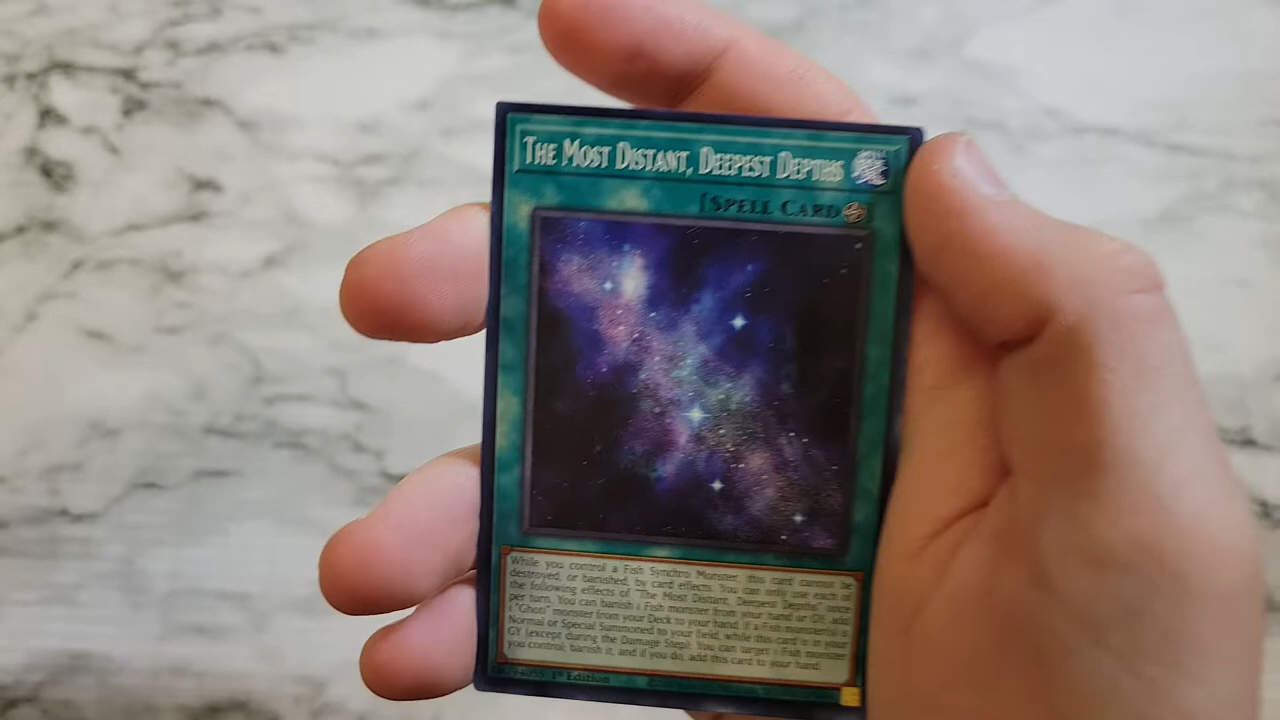 THE MOST DISTANT, DEEPEST DEPTHS
[SPELL CARD ]
While you control a Fish Synchro Monster, this card cannot be
destroyed, or banished, by card effects. You can only use each of
the following effects of "The Most Distant, Deepest Depths" once
per turn. You can banish 1 Fish monster from your hand or GY; add
1 "Ghoti" monster from your Deck to your hand. If a Fish monster(s) is
Normal or Special Summoned to your field, while this card is in your
GY (except during the Damage Step): You can target 1 Fish monster
you control; banish it, and if you do, add this card to your hand.
1st Edition